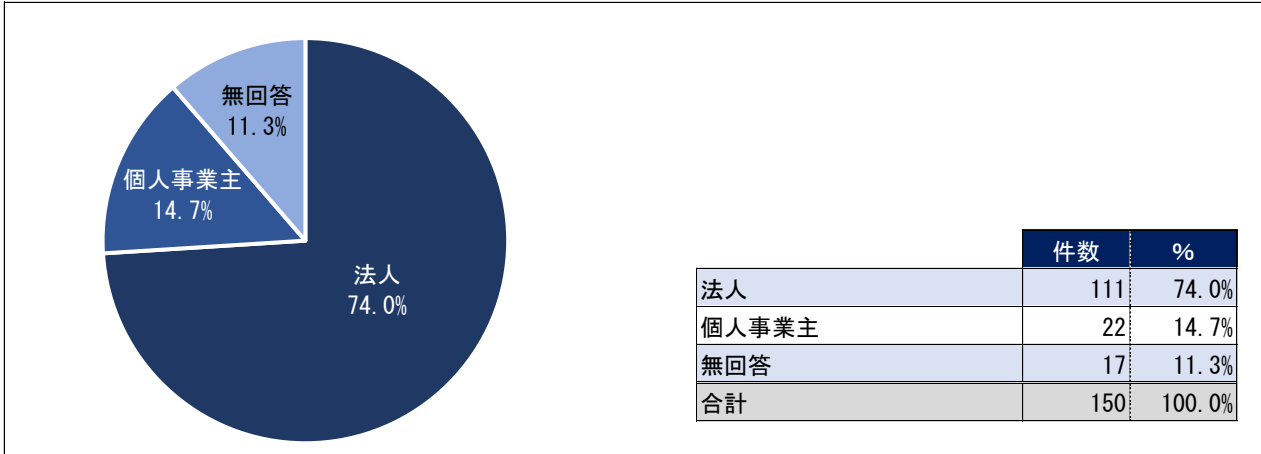 無回答
11.3%
個人事業主
14.7%
法人
74.0%
件数 %
法人 111 74.0%
個人事業主 22 14.7%
無回答 17 11.3%
合計 150 100.0%